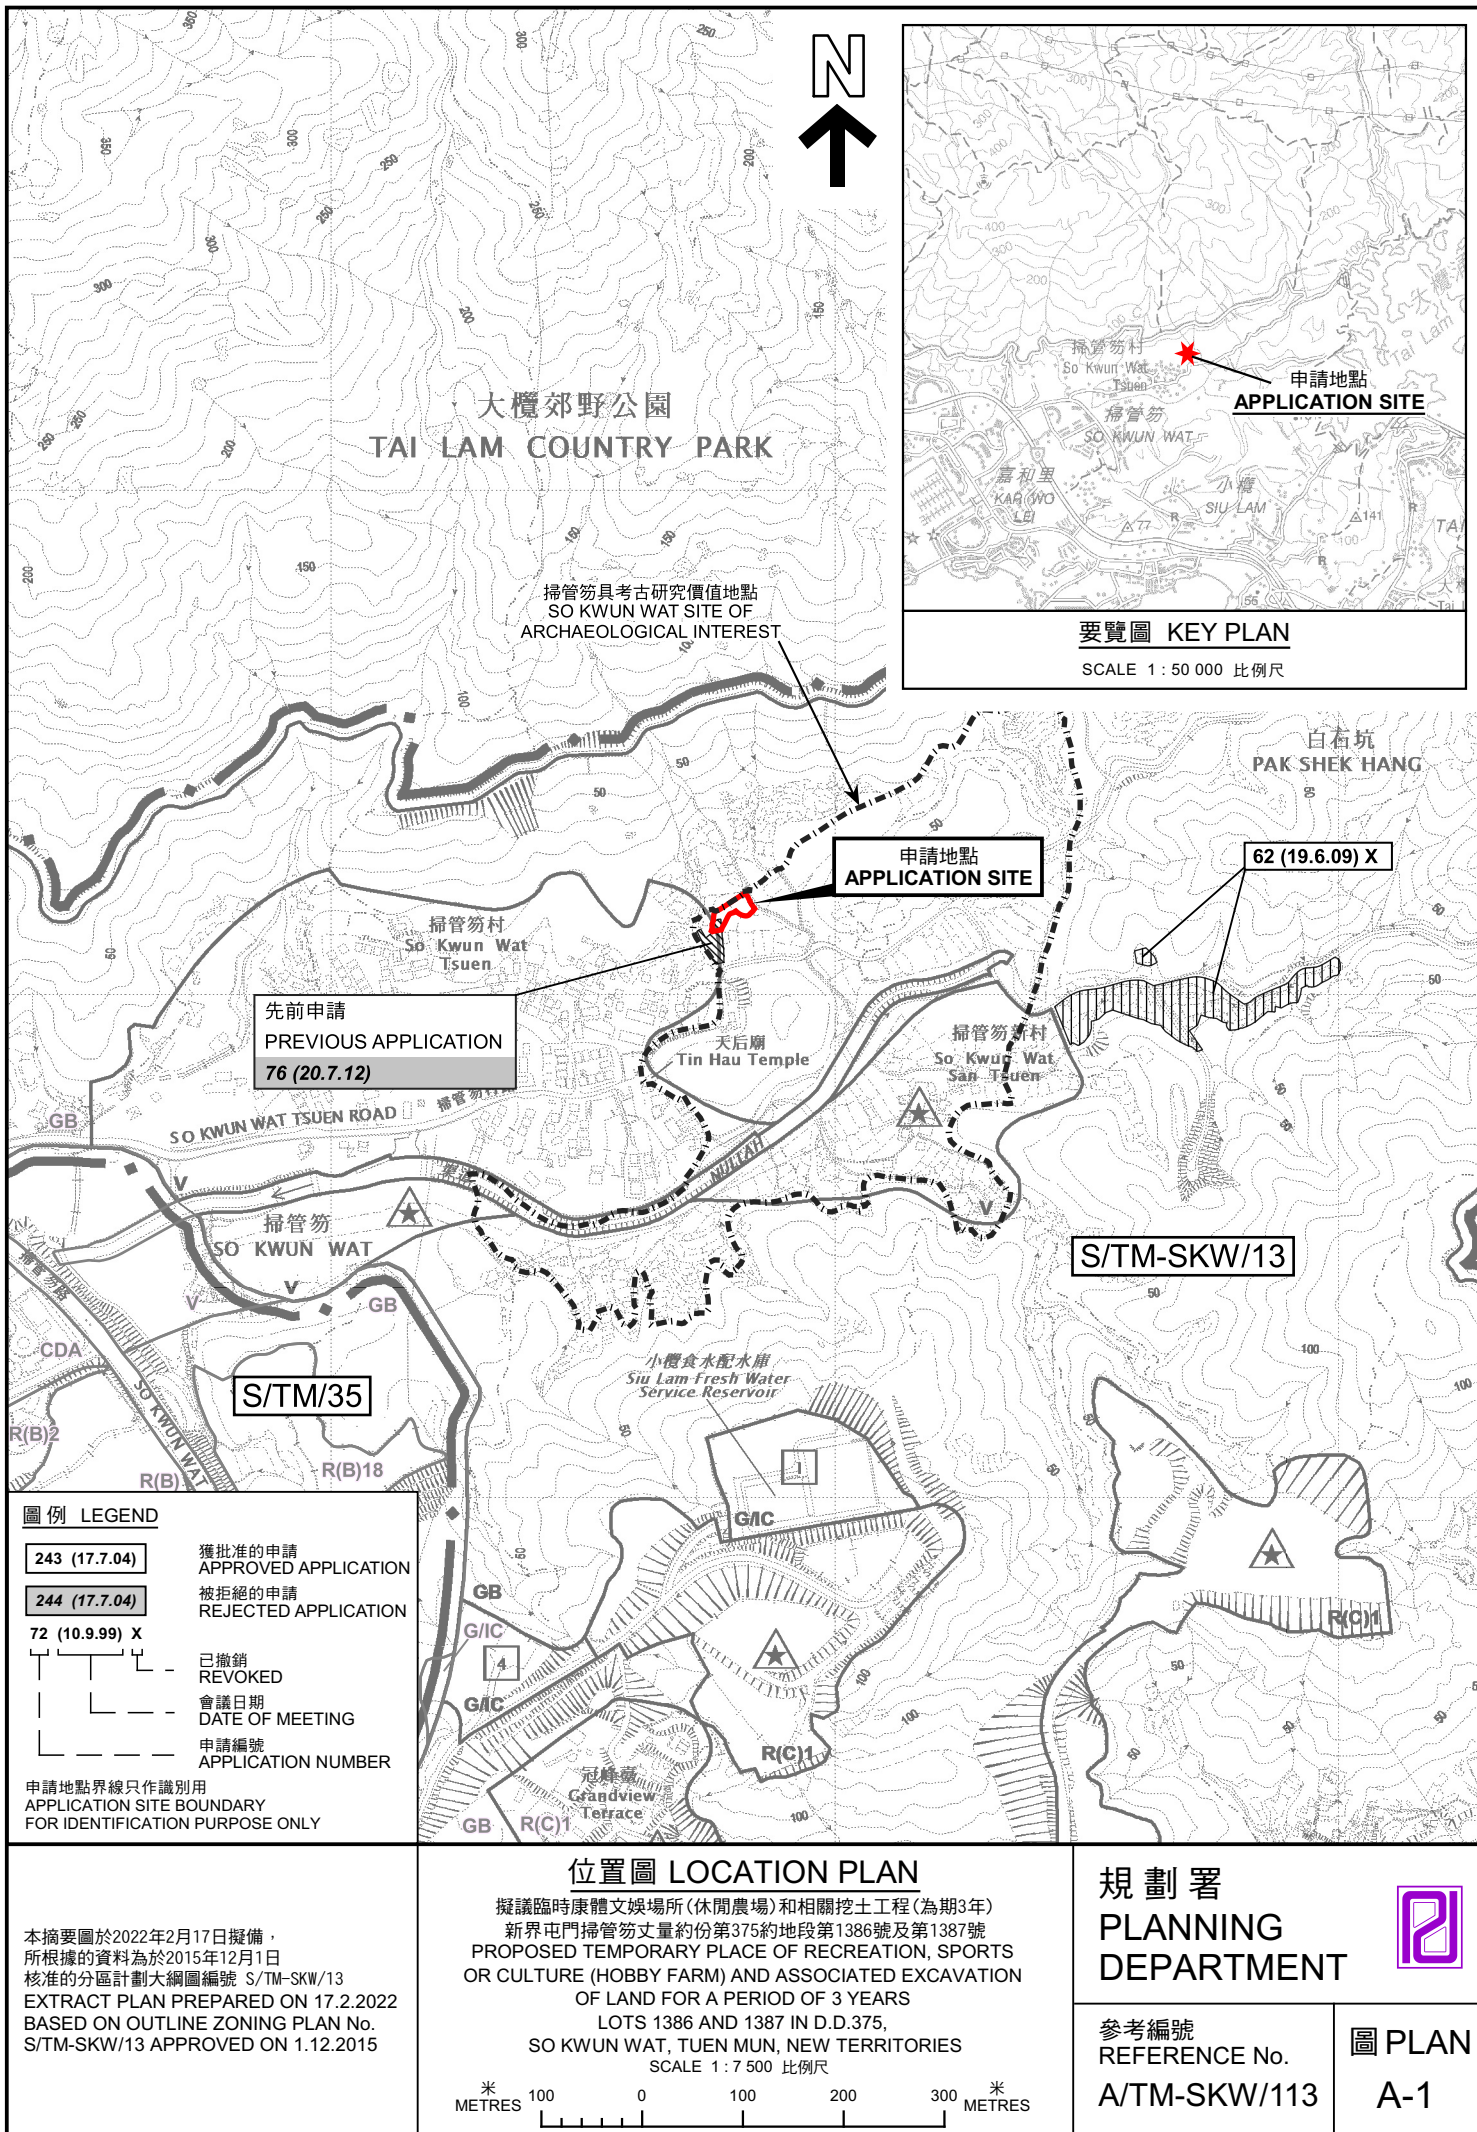 N
大欖郊野公園
TAI LAM COUNTRY PARK
掃管笏村
So Kwun Wat
Tsuen
申請地點
APPLICATION SITE
掃管笏
SO KWUN WAT
嘉和里
KAR WO
LEI
小欖
SIU LAM
要覽圖 KEY PLAN
SCALE 1 : 50 000 比例尺
掃管笏具考古研究價值地點
SO KWUN WAT SITE OF
ARCHAEOLOGICAL INTEREST
白石坑
PAK SHEK HANG
申請地點
APPLICATION SITE
62 (19.6.09) X
掃管笏村
So Kwun Wat
Tsuen
先前申請
PREVIOUS APPLICATION
76 (20.7.12)
天后廟
Tin Hau Temple
掃管笏新村
So Kwun Wat
San Tsuen
GB
SO KWUN WAT TSUEN ROAD
NULLAH
V
掃管笏
SO KWUN WAT
V
V
V
GB
CDA
S/TM-SKW/13
S/TM/35
SO KWUN WAT
R(B)2
R(B)
R(B)18
小欖食水配水庫
Siu Lam Fresh Water
Service Reservoir
1
G/IC
GB
G/IC
4
G/IC
R(C)1
R(C)1
冠峰臺
Grandview
Terrace
GB
R(C)1
圖例 LEGEND
243 (17.7.04)
獲批准的申請
APPROVED APPLICATION
244 (17.7.04)
被拒絕的申請
REJECTED APPLICATION
72 (10.9.99) X
已撤銷
REVOKED
會議日期
DATE OF MEETING
申請編號
APPLICATION NUMBER
申請地點界線只作識別用
APPLICATION SITE BOUNDARY
FOR IDENTIFICATION PURPOSE ONLY
本摘要圖於2022年2月17日擬備，
所根據的資料為於2015年12月1日
核准的分區計劃大綱圖編號 S/TM-SKW/13
EXTRACT PLAN PREPARED ON 17.2.2022
BASED ON OUTLINE ZONING PLAN No.
S/TM-SKW/13 APPROVED ON 1.12.2015
位置圖 LOCATION PLAN
擬議臨時康體文娛場所(休閒農場)和相關挖土工程(為期3年)
新界屯門掃管笏丈量約份第375約地段第1386號及第1387號
PROPOSED TEMPORARY PLACE OF RECREATION, SPORTS
OR CULTURE (HOBBY FARM) AND ASSOCIATED EXCAVATION
OF LAND FOR A PERIOD OF 3 YEARS
LOTS 1386 AND 1387 IN D.D.375,
SO KWUN WAT, TUEN MUN, NEW TERRITORIES
SCALE 1 : 7 500 比例尺
米
METRES 100 0 100 200 300 米
METRES
規劃署
PLANNING
DEPARTMENT
參考編號
REFERENCE No.
A/TM-SKW/113
圖 PLAN
A-1